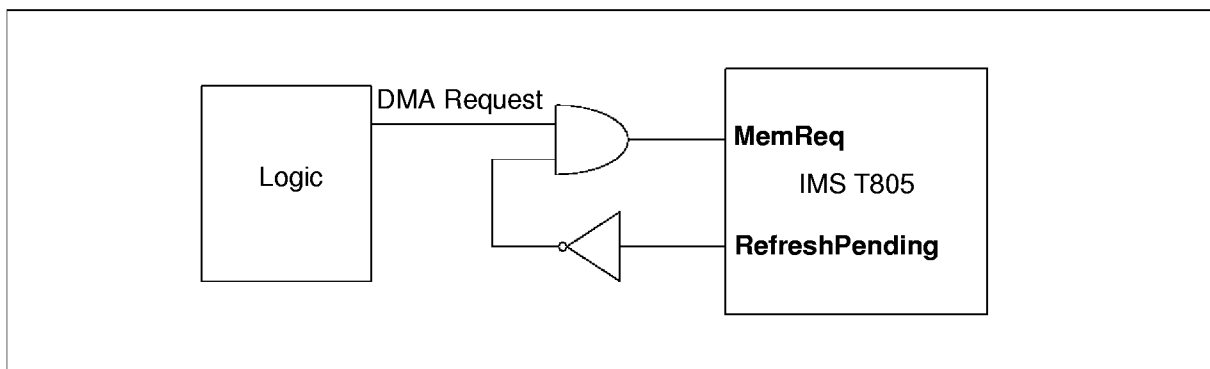 DMA Request
MemReq
Logic
IMS T805
RefreshPending